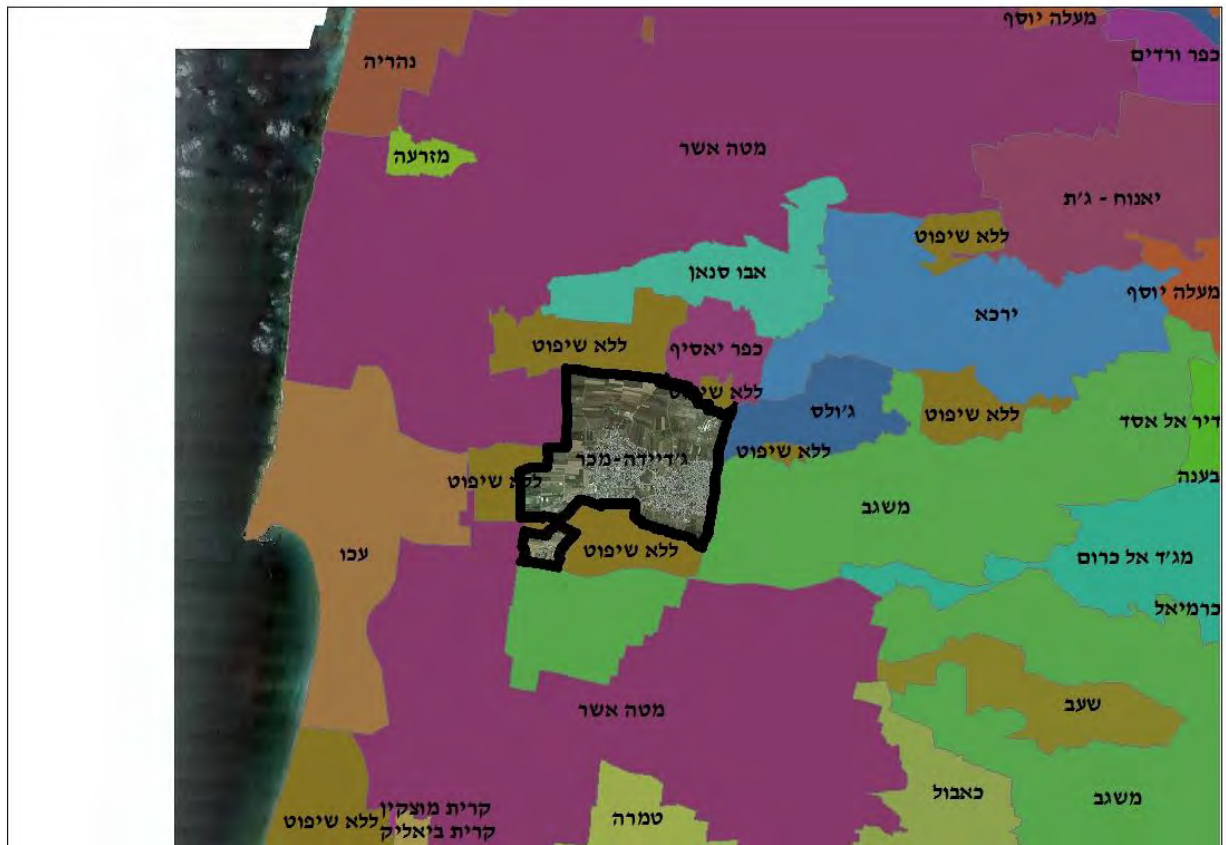 מעלה יוסף
כפר ורדים
נהריה
מטה אשר
מזרעה
יאנוח - ג'ת
ללא שיפוט
אבו סנאן
מעלה יוסף
ירכא
ללא שיפוט
כפר יאסיף
ללא שיפוט
ג'ולס
ללא שיפוט
דיר אל אסד
ללא שיפוט
ג'דיידה-מכר
ללא שיפוט
בענה
משגב
עכו
ללא שיפוט
מג'ד אל כרום
כרמיאל
שעב
מטה אשר
כאבול
משגב
קרית מוצקין
ללא שיפוט
טמרה
קרית ביאליק